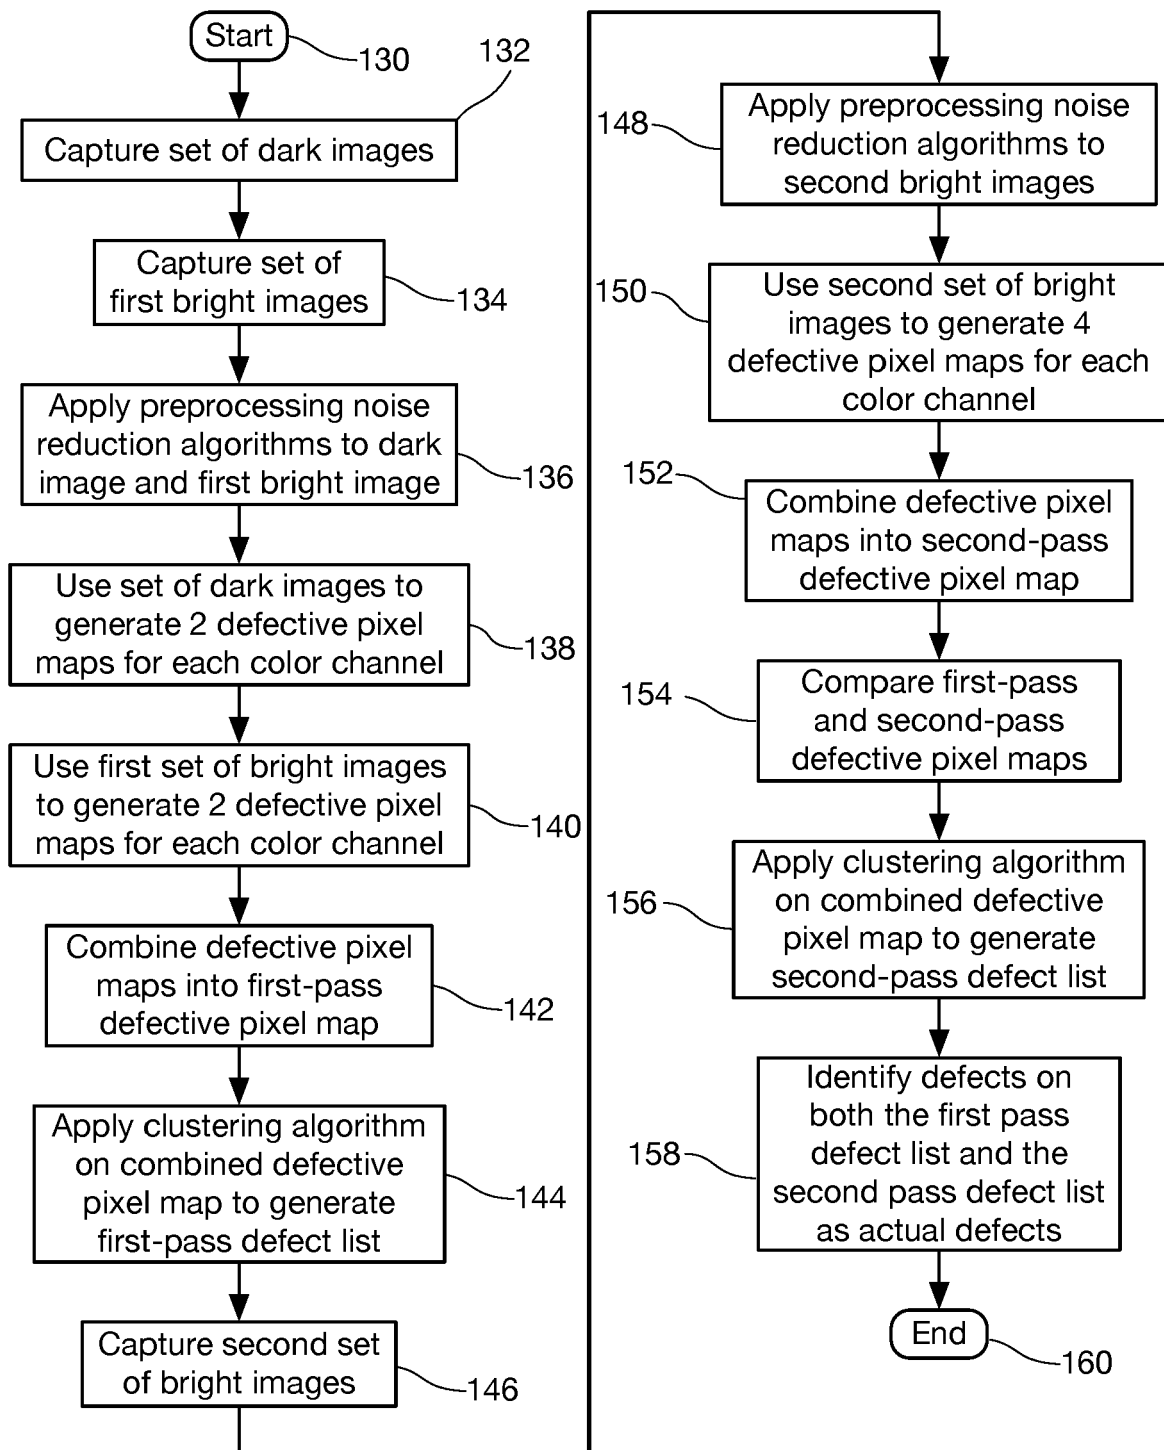 Start
130
132
Capture set of dark images
Capture set of
first bright images
134
Apply preprocessing noise
reduction algorithms to dark
image and first bright image
136
Use set of dark images to
generate 2 defective pixel
maps for each color channel
138
Use first set of bright images
to generate 2 defective pixel
maps for each color channel
140
Combine defective pixel
maps into first-pass
defective pixel map
142
Apply clustering algorithm
on combined defective
pixel map to generate
first-pass defect list
144
Capture second set
of bright images
146
148
Apply preprocessing noise
reduction algorithms to
second bright images
150
Use second set of bright
images to generate 4
defective pixel maps for each
color channel
152
Combine defective pixel
maps into second-pass
defective pixel map
154
Compare first-pass
and second-pass
defective pixel maps
156
Apply clustering algorithm
on combined defective
pixel map to generate
second-pass defect list
158
Identify defects on
both the first pass
defect list and the
second pass defect list
as actual defects
End
160